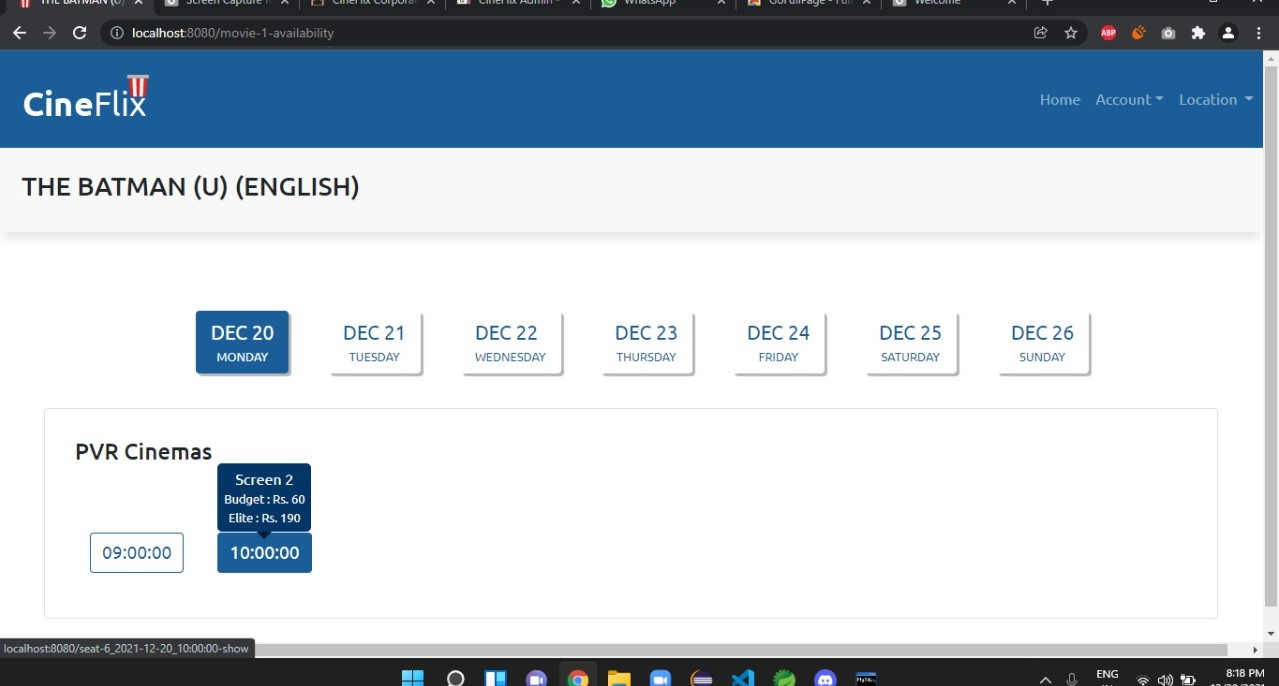 THE BATMAN (U)
Screen Capture
CineFlix Corporat
CineFlix Admin -
WhatsApp
GoFullPage - Full
Welcome
localhost:8080/movie-1-availability
ABP
CineFlix
Home Account Location
THE BATMAN (U) (ENGLISH)
DEC 20 DEC 21 DEC 22 DEC 23 DEC 24 DEC 25 DEC 26
MONDAY TUESDAY WEDNESDAY THURSDAY FRIDAY SATURDAY SUNDAY
PVR Cinemas
Screen 2
Budget : Rs. 60
Elite : Rs. 190
09:00:00 10:00:00
localhost:8080/seat-6_2021-12-20_10:00:00-show
ENG
8:18 PM